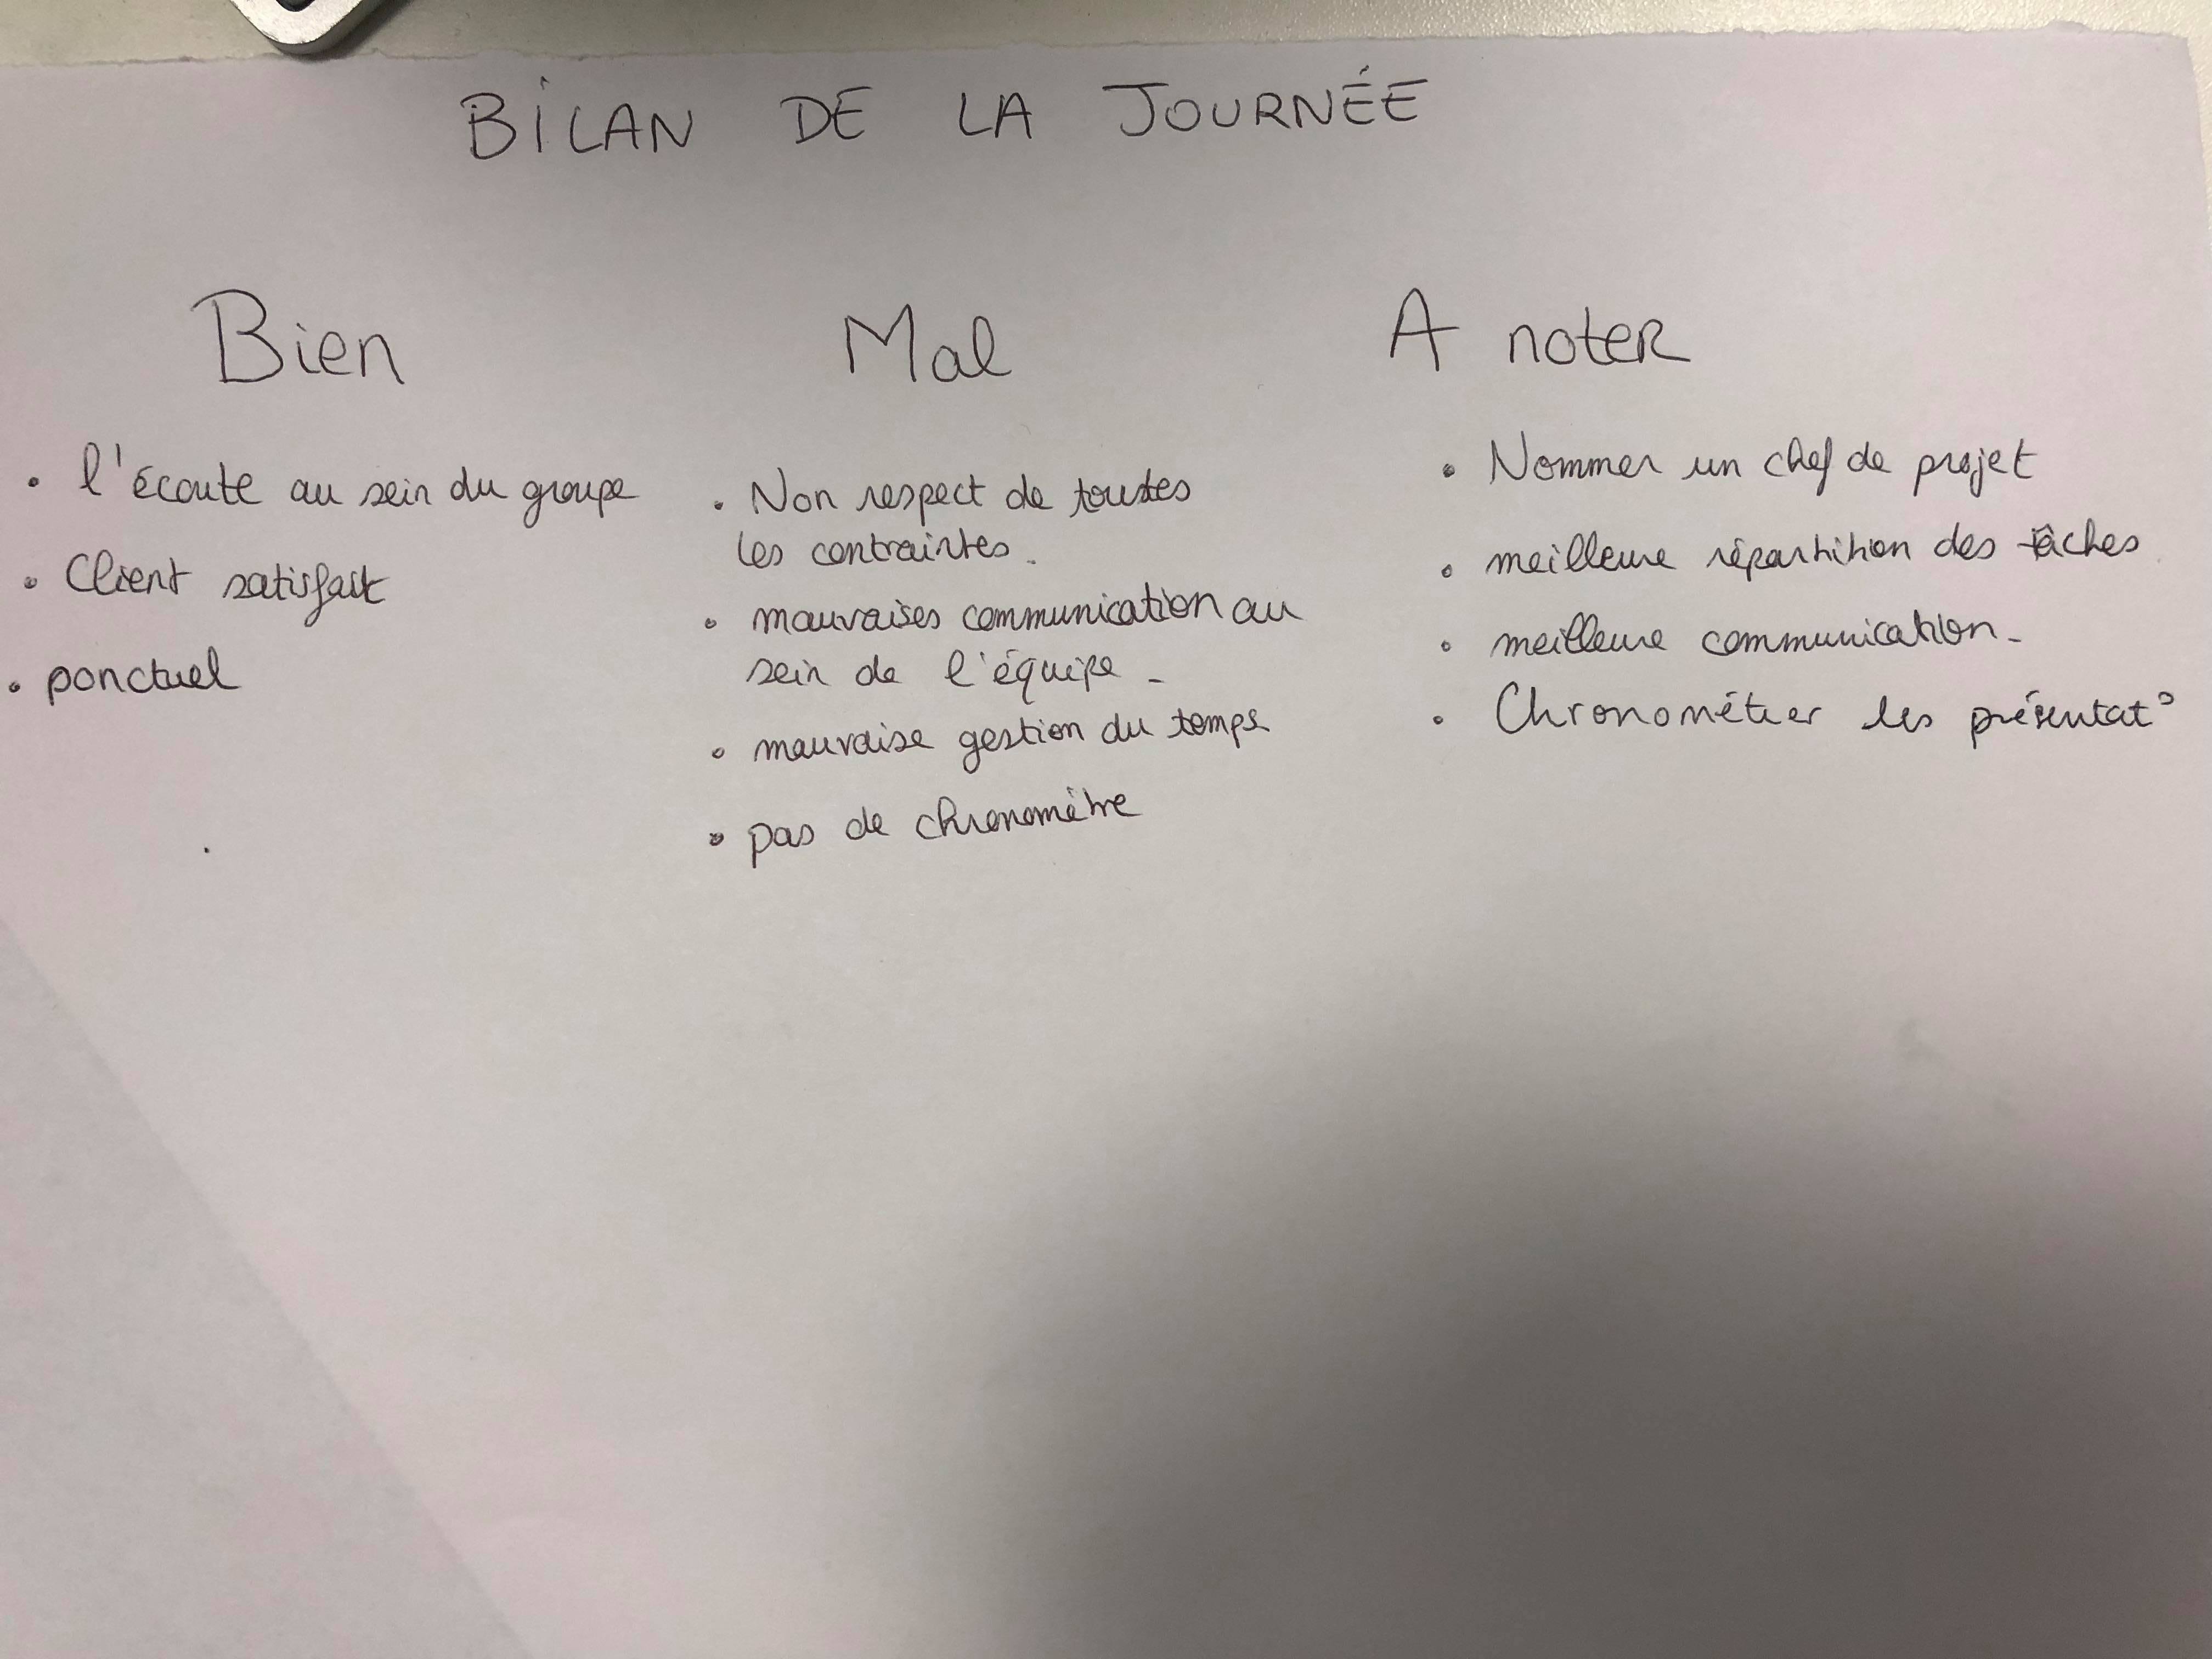 BILAN DE LA JOURNÉE
Bien
• l'écoute au sein du groupe
• Client satisfait
• ponctuel
Mal
• Non respect de toutes
les contraintes.
• mauvaises communication au
sein de l'équipe -
• mauvaise gestion du temps
• pas de chronomètre
A noter
• Nommer un chef de projet
• meilleure répartition des tâches
• meilleure communication -
• Chronométrer les présentat°